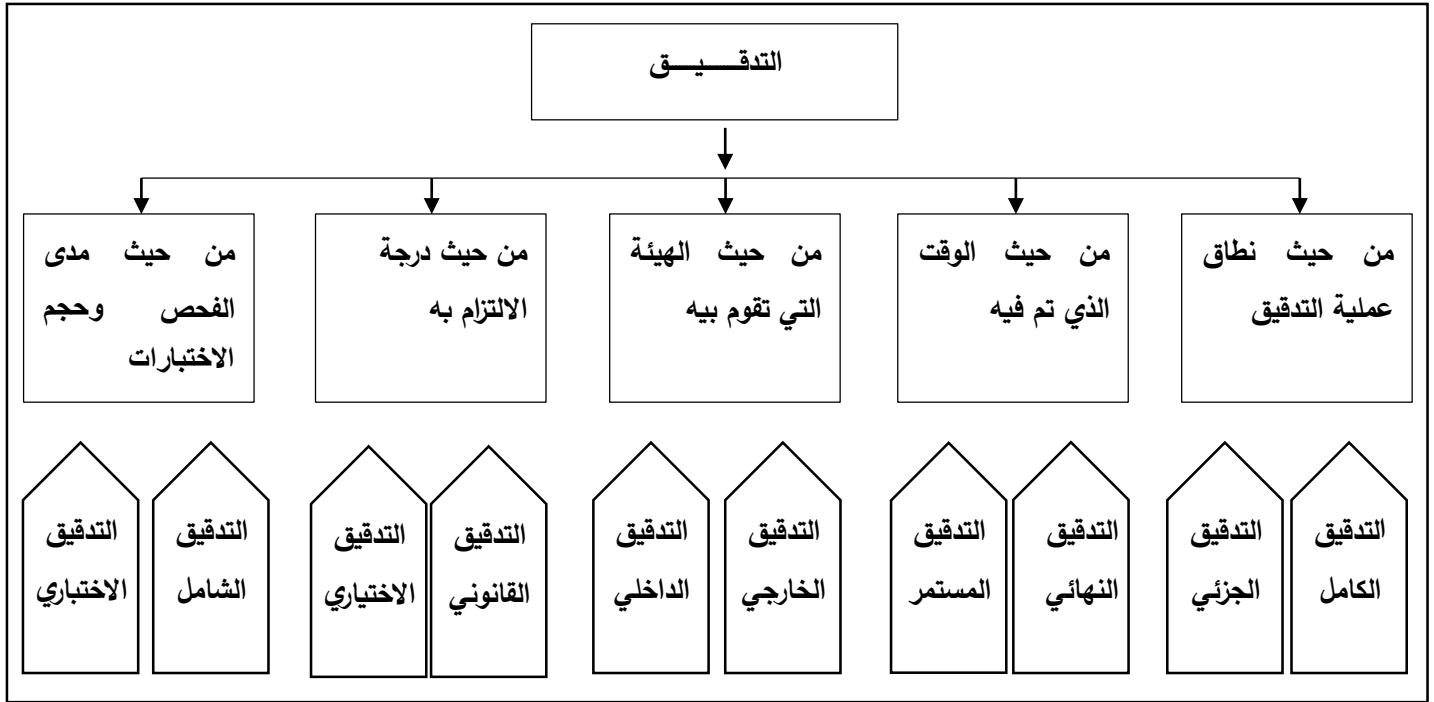 التدقـــــيـــــق
من حيث نطاق
عملية التدقيق
من حيث الوقت
الذي تم فيه
من حيث الهيئة
التي تقوم بيه
من حيث درجة
الالتزام به
من حيث مدى
الفحص وحجم
الاختبارات
التدقيق
الكامل
التدقيق
الجزئي
التدقيق
النهائي
التدقيق
المستمر
التدقيق
الخارجي
التدقيق
الداخلي
التدقيق
القانوني
التدقيق
الاختياري
التدقيق
الشامل
التدقيق
الاختباري